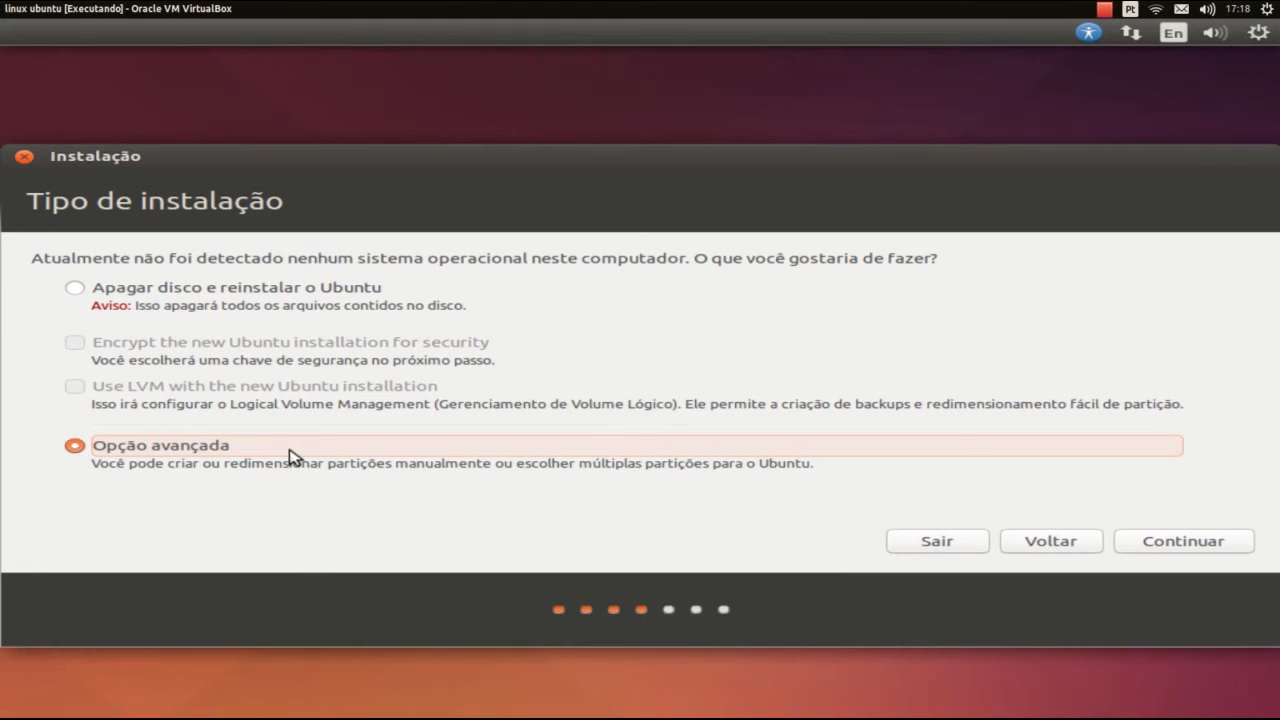 linux ubuntu [Executando] - Oracle VM VirtualBox
Pt
17:18
En
Instalação
Tipo de instalação
Atualmente não foi detectado nenhum sistema operacional neste computador. O que você gostaria de fazer?
Apagar disco e reinstalar o Ubuntu
Aviso: Isso apagará todos os arquivos contidos no disco.
Encrypt the new Ubuntu installation for security
Você escolherá uma chave de segurança no próximo passo.
Use LVM with the new Ubuntu installation
Isso irá configurar o Logical Volume Management (Gerenciamento de Volume Lógico). Ele permite a criação de backups e redimensionamento fácil de partição.
Opção avançada
Você pode criar ou redimensionar partições manualmente ou escolher múltiplas partições para o Ubuntu.
Sair
Voltar
Continuar